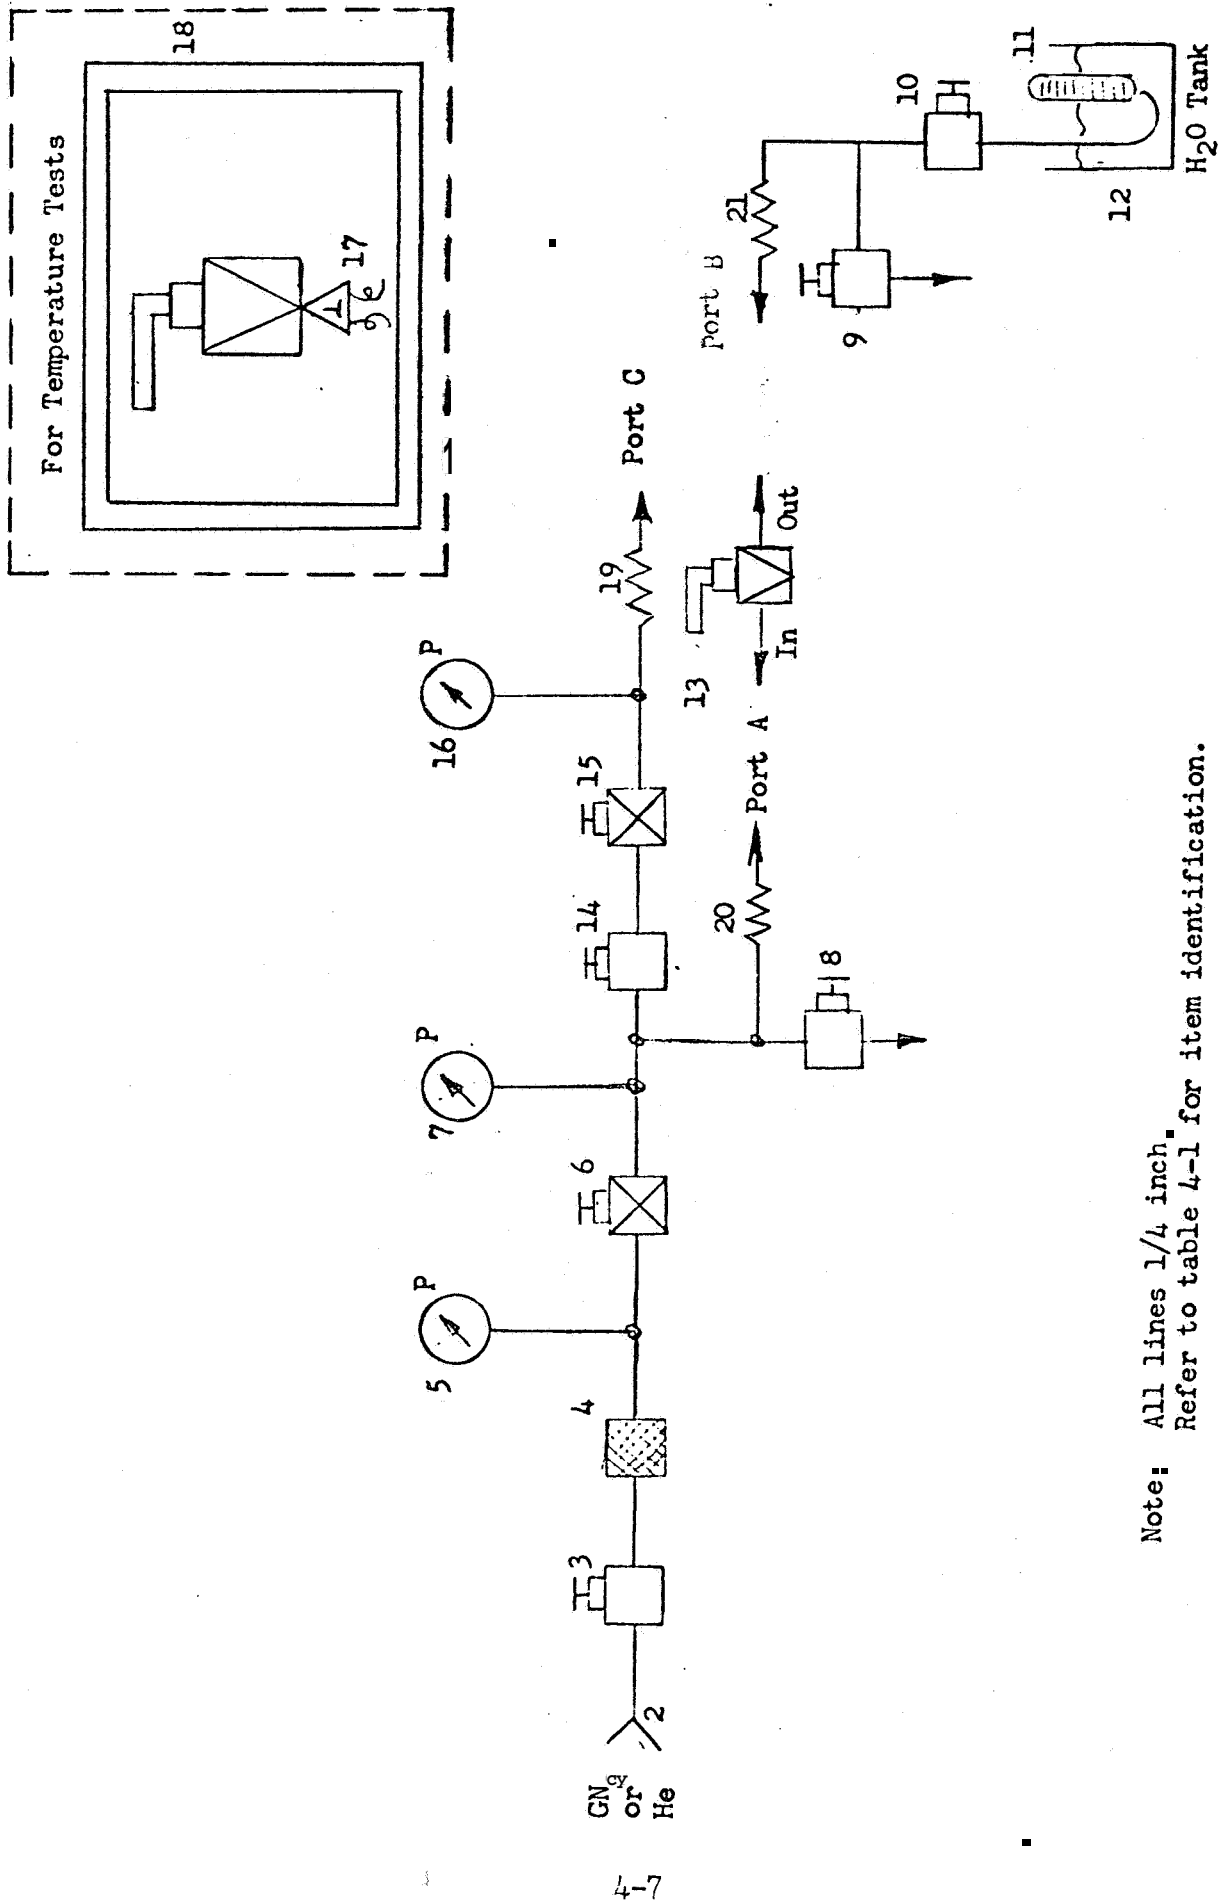 For Temperature Tests
18
17
T
GN2
or
He
2
3
4
5
P
6
7
P
14
15
16
P
19
Port C
20
Port A
8
13
In
Out
Port B
21
9
10
11
12
H2O Tank
Note: All lines 1/4 inch.
Refer to table 4-1 for item identification.
4-7